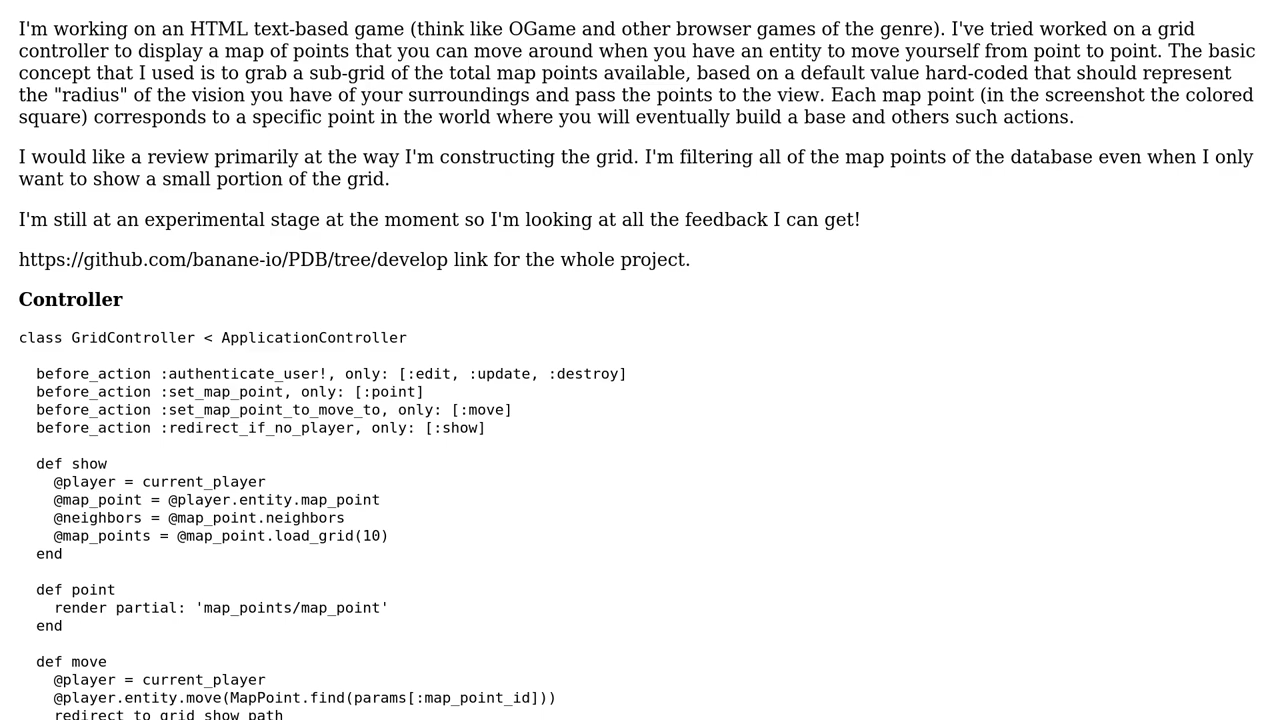 I'm working on an HTML text-based game (think like OGame and other browser games of the genre). I've tried worked on a grid
controller to display a map of points that you can move around when you have an entity to move yourself from point to point. The basic
concept that I used is to grab a sub-grid of the total map points available, based on a default value hard-coded that should represent
the "radius" of the vision you have of your surroundings and pass the points to the view. Each map point (in the screenshot the colored
square) corresponds to a specific point in the world where you will eventually build a base and others such actions.
I would like a review primarily at the way I'm constructing the grid. I'm filtering all of the map points of the database even when I only
want to show a small portion of the grid.
I'm still at an experimental stage at the moment so I'm looking at all the feedback I can get!
https://github.com/banane-io/PDB/tree/develop link for the whole project.
Controller
class GridController < ApplicationController
before_action :authenticate_user!, only: [:edit, :update, :destroy]
before_action :set_map_point, only: [:point]
before_action :set_map_point_to_move_to, only: [:move]
before_action :redirect_if_no_player, only: [:show]
def show
@player = current_player
@map_point = @player.entity.map_point
@neighbors = @map_point.neighbors
@map_points = @map_point.load_grid(10)
end
def point
render partial: 'map_points/map_point'
end
def move
@player = current_player
@player.entity.move(MapPoint.find(params[:map_point_id]))
redirect_to grid_show_path